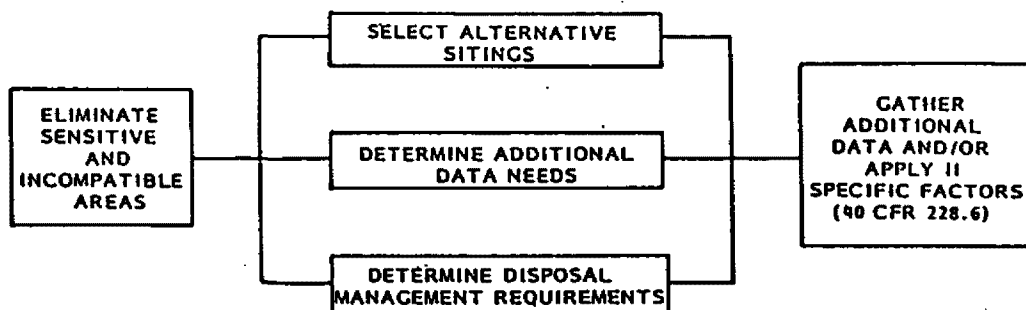 ELIMINATE
SENSITIVE
AND
INCOMPATIBLE
AREAS
SELECT ALTERNATIVE
SITINGS
DETERMINE ADDITIONAL
DATA NEEDS
DETERMINE DISPOSAL
MANAGEMENT REQUIREMENTS
GATHER
ADDITIONAL
DATA AND/OR
APPLY 11
SPECIFIC FACTORS
(40 CFR 228.6)